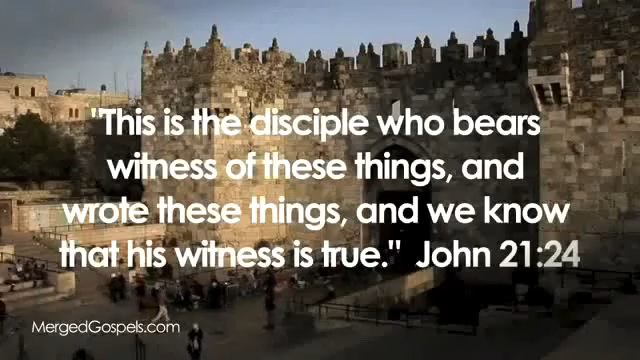 "This is the disciple who bears
witness of these things, and
wrote these things, and we know
that his witness is true."  John 21:24
MergedGospels.com